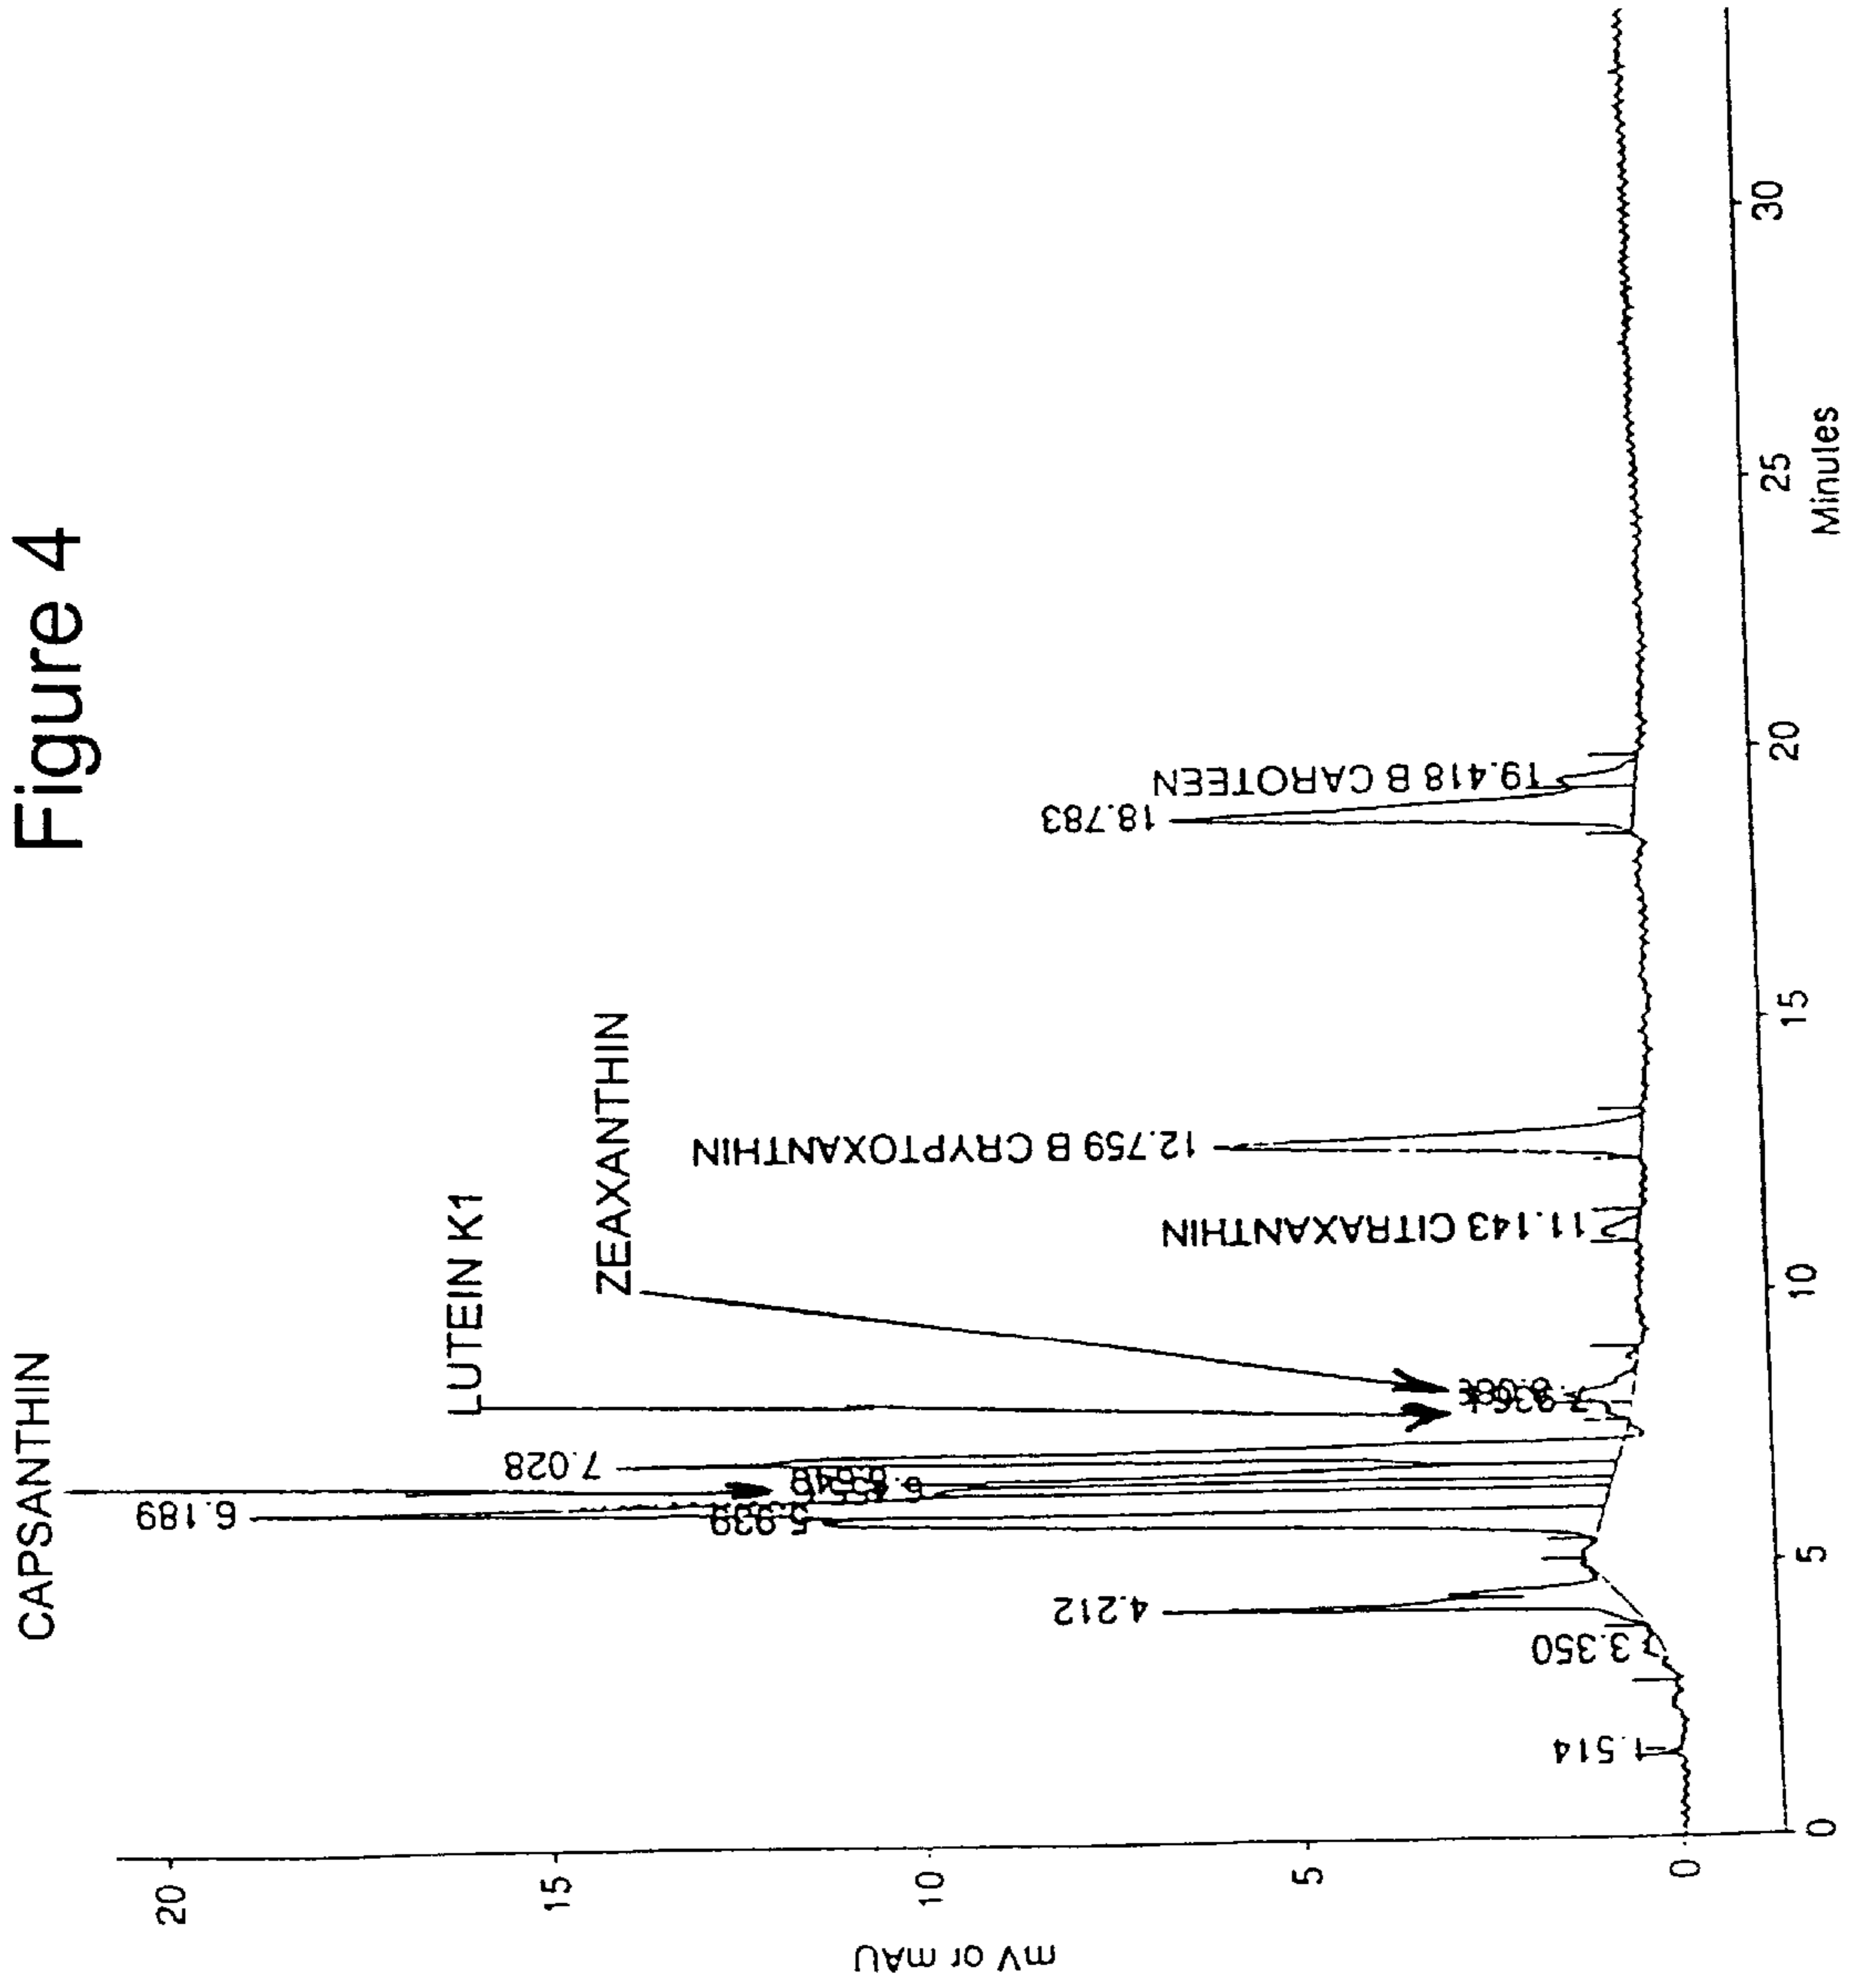 Figure 4
CAPSANTHIN
LUTEIN K1
ZEAXANTHIN
6.189
7.028
5.939
4.212
3.350
1.514
11.143 CITRAXANTHIN
12.759 B CRYPTOXANTHIN
18.783
19.418 B CAROTEEN
mV or mAU
20
15
10
5
0
0
5
10
15
20
25
30
Minules